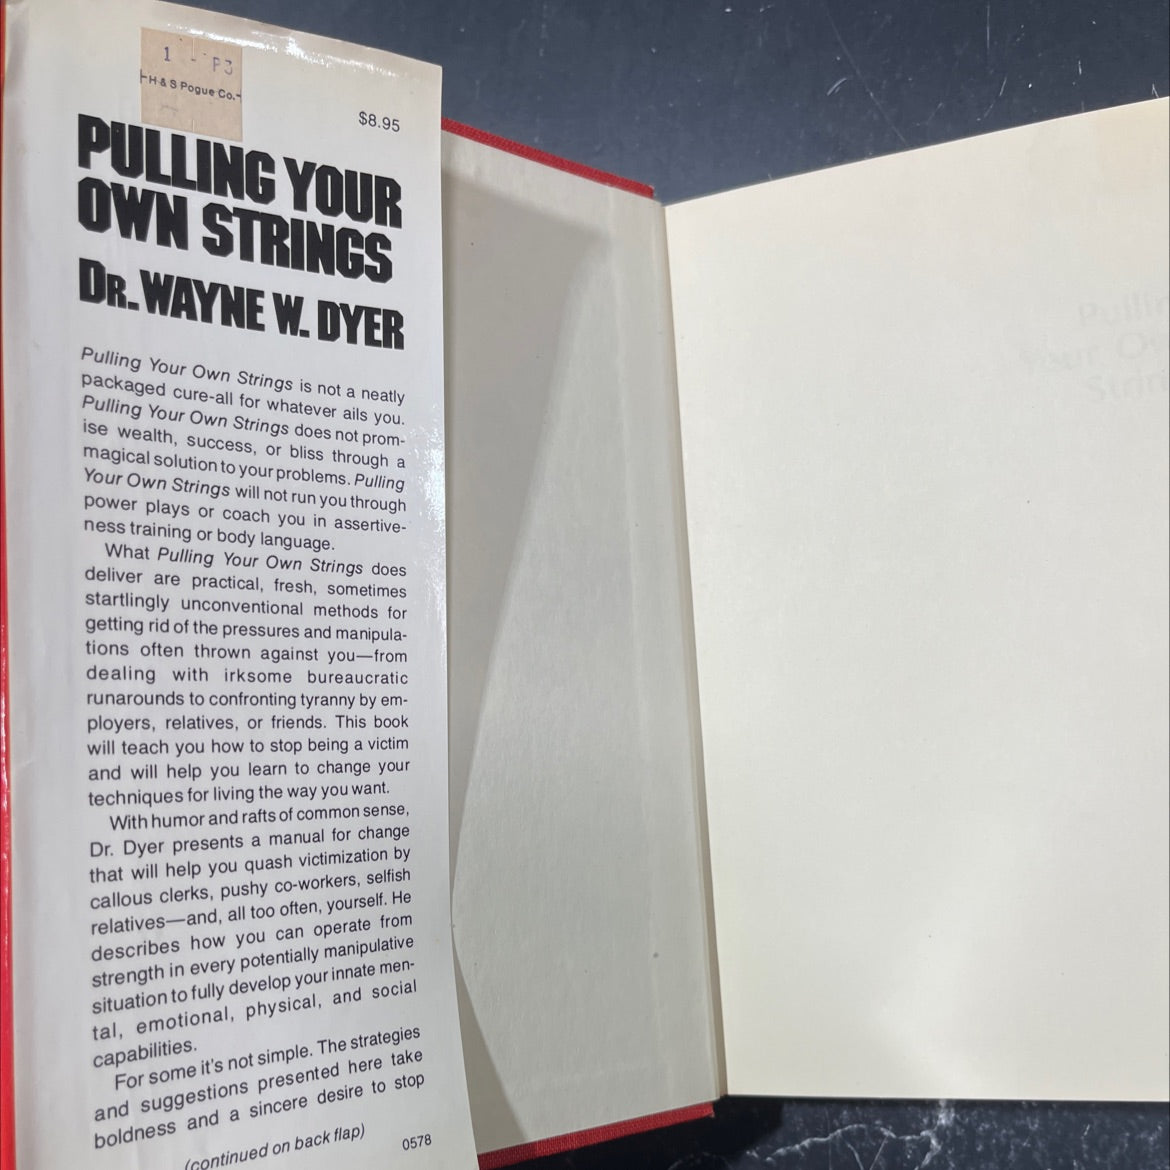 1 - P3
H & S Pogue Co.
$8.95
PULLING YOUR
OWN STRINGS
DR. WAYNE W. DYER
Pulling Your Own Strings is not a neatly
packaged cure-all for whatever ails you.
Pulling Your Own Strings does not prom-
ise wealth, success, or bliss through a
magical solution to your problems. Pulling
Your Own Strings will not run you through
power plays or coach you in assertive-
ness training or body language.
What Pulling Your Own Strings does
deliver are practical, fresh, sometimes
startlingly unconventional methods for
getting rid of the pressures and manipula-
tions often thrown against you—from
dealing with irksome bureaucratic
runarounds to confronting tyranny by em-
ployers, relatives, or friends. This book
will teach you how to stop being a victim
and will help you learn to change your
techniques for living the way you want.
With humor and rafts of common sense,
Dr. Dyer presents a manual for change
that will help you quash victimization by
callous clerks, pushy co-workers, selfish
relatives—and, all too often, yourself. He
describes how you can operate from
strength in every potentially manipulative
situation to fully develop your innate men-
tal, emotional, physical, and social
capabilities.
For some it's not simple. The strategies
and suggestions presented here take
boldness and a sincere desire to stop
(continued on back flap)
0578
Pullin
Your Ow
Strin